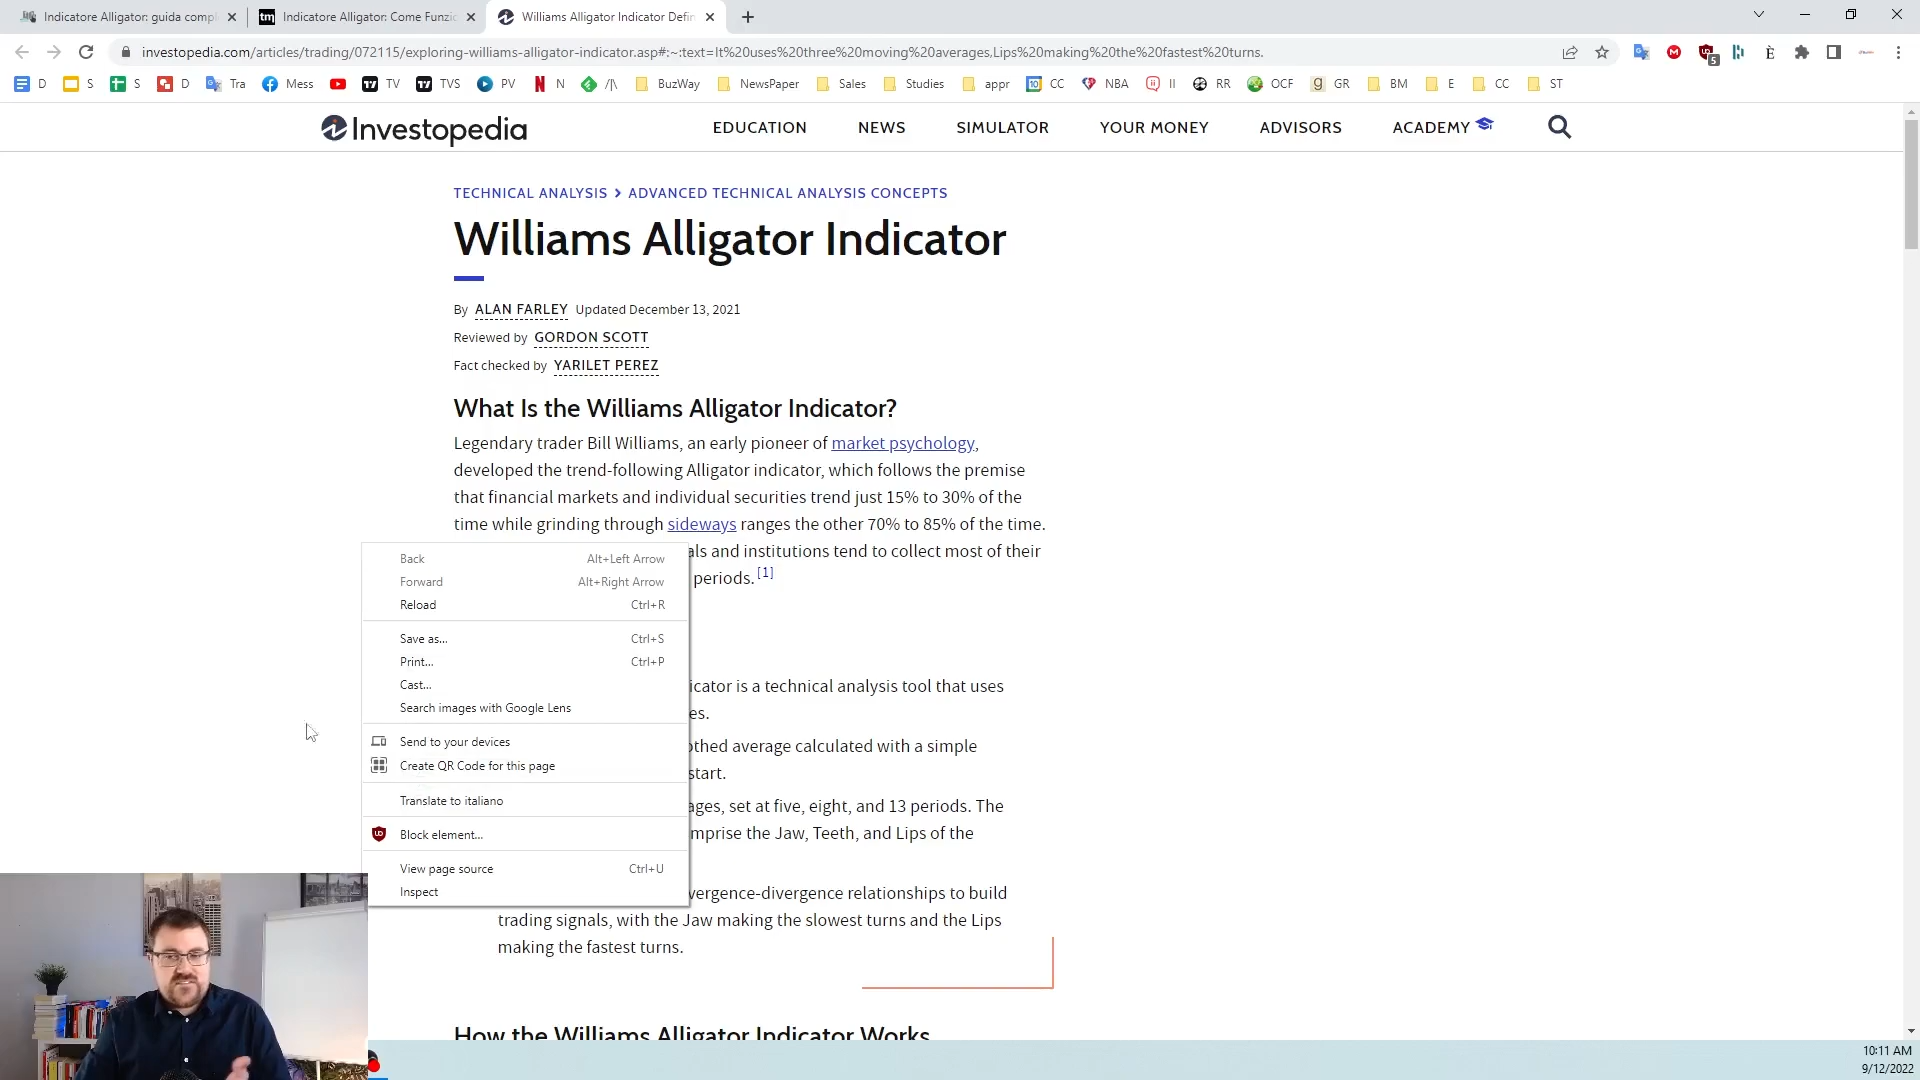 Indicatore Alligator: guida compl
tm Indicatore Alligator: Come Funzio
Williams Alligator Indicator Defin
investopedia.com/articles/trading/072115/exploring-williams-alligator-indicator.asp#:~:text=It%20uses%20three%20moving%20averages,Lips%20making%20the%20fastest%20turns.
5
È
D S S D Tra Mess TV TVS PV N /|\ BuzWay NewsPaper Sales Studies appr CC NBA II RR OCF GR BM E CC ST
Investopedia
EDUCATION NEWS SIMULATOR YOUR MONEY ADVISORS ACADEMY
TECHNICAL ANALYSIS > ADVANCED TECHNICAL ANALYSIS CONCEPTS
Williams Alligator Indicator
By ALAN FARLEY Updated December 13, 2021
Reviewed by GORDON SCOTT
Fact checked by YARILET PEREZ
What Is the Williams Alligator Indicator?
Legendary trader Bill Williams, an early pioneer of market psychology,
developed the trend-following Alligator indicator, which follows the premise
that financial markets and individual securities trend just 15% to 30% of the
time while grinding through sideways ranges the other 70% to 85% of the time.
als and institutions tend to collect most of their
periods. [1]
Back Alt+Left Arrow
Forward Alt+Right Arrow
Reload Ctrl+R
Save as... Ctrl+S
Print... Ctrl+P
Cast...
Search images with Google Lens
Send to your devices
Create QR Code for this page
Translate to italiano
Block element...
View page source Ctrl+U
Inspect
icator is a technical analysis tool that uses
es.
othed average calculated with a simple
start.
ages, set at five, eight, and 13 periods. The
mprise the Jaw, Teeth, and Lips of the
vergence-divergence relationships to build
trading signals, with the Jaw making the slowest turns and the Lips
making the fastest turns.
How the Williams Alligator Indicator Works
10:11 AM
9/12/2022